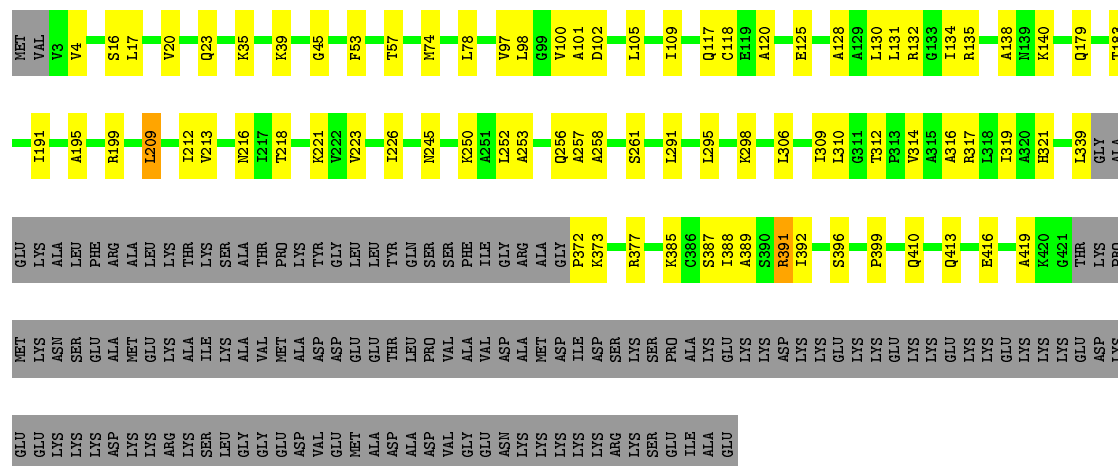 MET VAL V3 V4 S16 L17 V20 Q23 K35 K39 G45 F53 T57 M74 L78 V97 L98 G99 V100 A101 D102 L105 I109 Q117 C118 E119 A120 E125 A128 A129 L130 L131 R132 G133 I134 R135 A138 N139 K140 Q179 T183
I191 A195 R199 L209 I212 V213 N216 I217 T218 K221 V222 V223 I226 N245 K250 A251 L252 A253 Q256 A257 A258 S261 L291 L295 K298 L306 I309 L310 G311 T312 P313 V314 A315 A316 R317 L318 I319 A320 H321 L339 GLY ALA
GLU LYS ALA LEU PHE ARG ALA LEU LYS THR LYS SER ALA THR PRO LYS TYR GLY LEU LEU TYR GLN SER SER PHE ILE GLY ARG ALA GLY P372 K373 R377 K385 C386 S387 I388 A389 S390 R391 I392 S396 P399 Q410 Q413 E416 A419 K420 G421 THR LYS PRO
MET LYS ASN SER GLU ALA MET GLU LYS ALA ILE LYS ALA VAL MET ALA ASP ASP GLU GLU THR LEU PRO VAL ALA VAL ASP ALA MET ASP ILE ASP SER LYS SER PRO ALA LYS GLU LYS LYS ASP LYS LYS GLU LYS LYS GLU LYS LYS GLU LYS LYS LYS GLU ASP LYS
GLU GLU LYS LYS LYS ASP LYS LYS ARG LYS SER LEU GLY GLY GLU ASP VAL GLU MET ALA ASP ALA ASP VAL GLY GLU ASN LYS LYS LYS LYS LYS ARG LYS SER GLU ILE ALA GLU